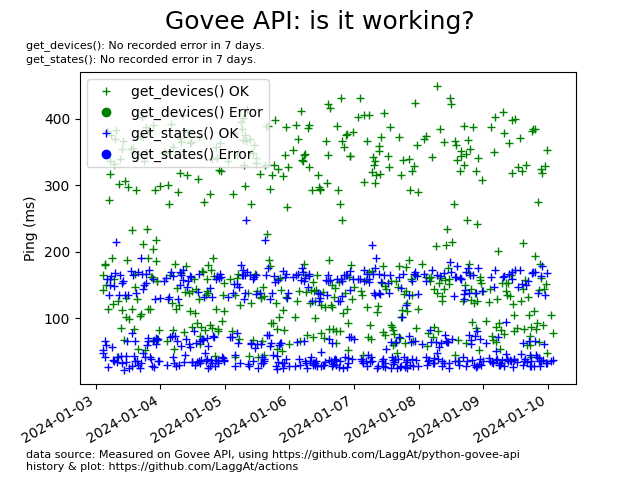 Govee API: is it working?
get_devices(): No recorded error in 7 days.
get_states(): No recorded error in 7 days.
get_devices() OK
get_devices() Error
get_states() OK
get_states() Error
400
300
200
100
Ping (ms)
2024-01-03
2024-01-04
2024-01-05
2024-01-06
2024-01-07
2024-01-08
2024-01-09
2024-01-10
data source: Measured on Govee API, using https://github.com/LaggAt/python-govee-api
history & plot: https://github.com/LaggAt/actions